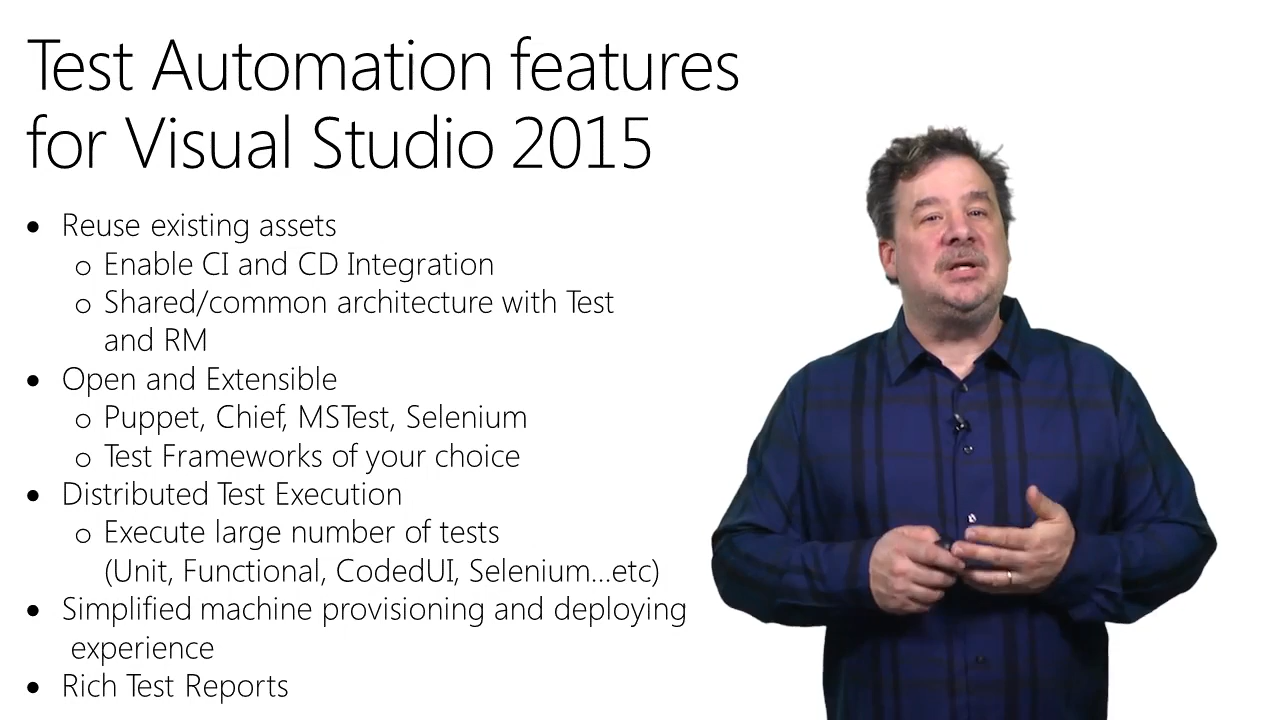 Test Automation features
for Visual Studio 2015
• Reuse existing assets
o Enable CI and CD Integration
o Shared/common architecture with Test
and RM
• Open and Extensible
o Puppet, Chief, MSTest, Selenium
o Test Frameworks of your choice
• Distributed Test Execution
o Execute large number of tests
(Unit, Functional, CodedUI, Selenium...etc)
• Simplified machine provisioning and deploying
experience
• Rich Test Reports